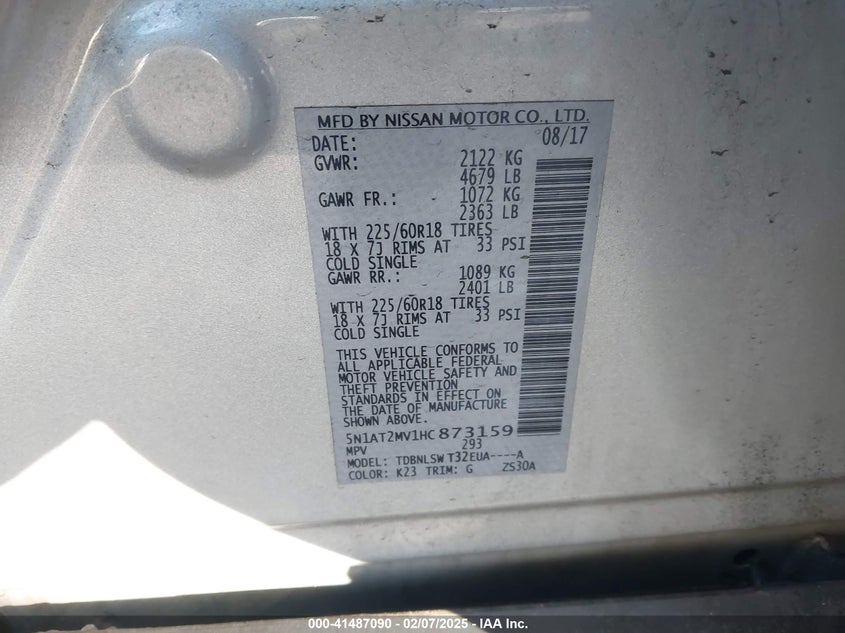 MFD BY NISSAN MOTOR CO., LTD.
DATE: 08/17
GVWR: 2122 KG
4679 LB
GAWR FR.: 1072 KG
2363 LB
WITH 225/60R18 TIRES
18 X 7J RIMS AT 33 PSI
COLD SINGLE
GAWR RR.: 1089 KG
2401 LB
WITH 225/60R18 TIRES
18 X 7J RIMS AT 33 PSI
COLD SINGLE
THIS VEHICLE CONFORMS TO
ALL APPLICABLE FEDERAL
MOTOR VEHICLE SAFETY AND
THEFT PREVENTION
STANDARDS IN EFFECT ON
THE DATE OF MANUFACTURE
SHOWN ABOVE.
5N1AT2MV1HC873159
MPV 293
MODEL: TDBNLSW T32EUA----A
COLOR: K23 TRIM: G ZS30A
000-41487090 - 02/07/2025 - IAA Inc.